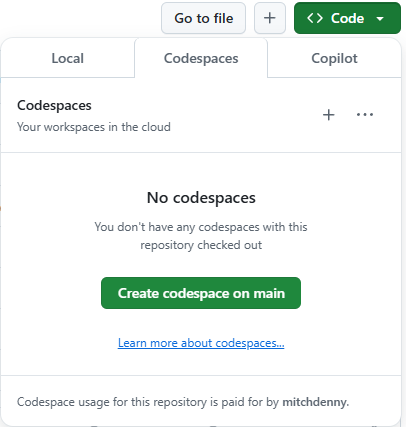 Go to file
Code
Local Codespaces Copilot
Codespaces
Your workspaces in the cloud
No codespaces
You don't have any codespaces with this
repository checked out
Create codespace on main
Learn more about codespaces...
Codespace usage for this repository is paid for by mitchdenny.